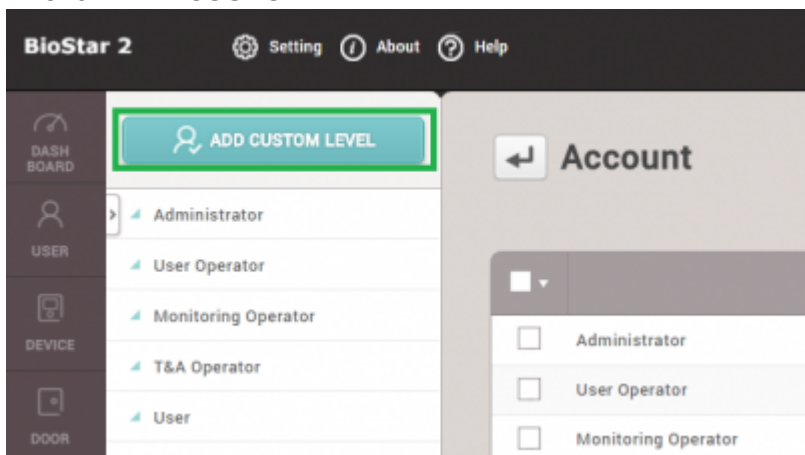 BioStar 2
Setting
About
Help
DASH
BOARD
USER
DEVICE
DOOR
ADD CUSTOM LEVEL
Administrator
User Operator
Monitoring Operator
T&A Operator
User
Account
Administrator
User Operator
Monitoring Operator